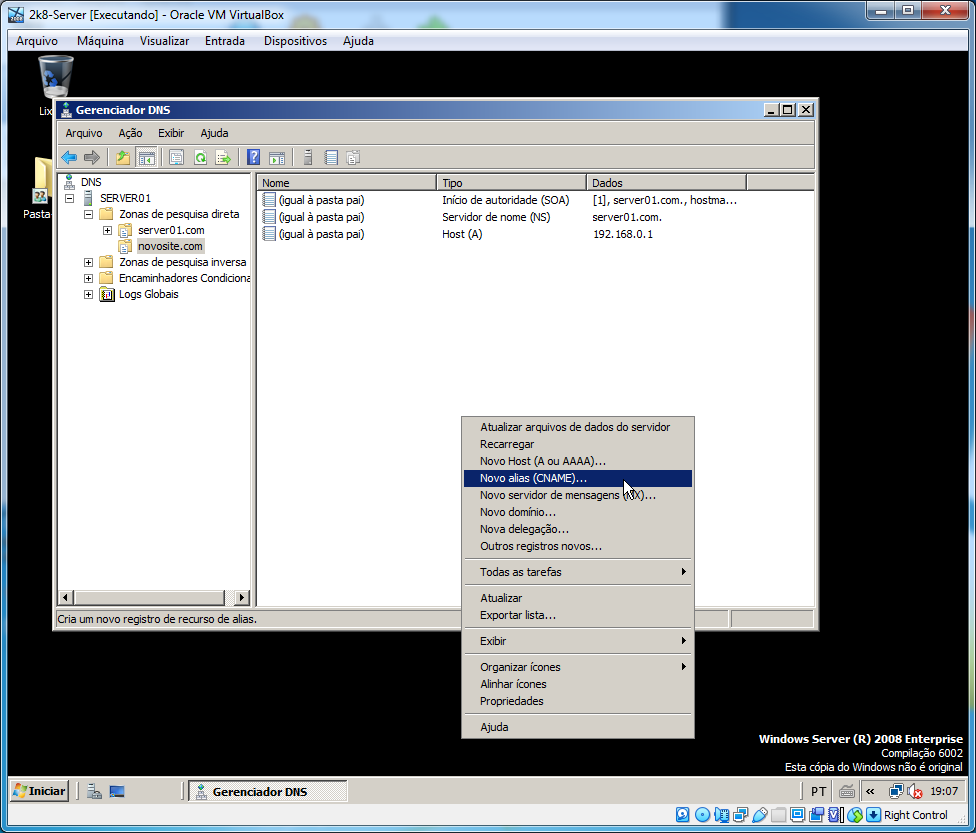 2k8-Server [Executando] - Oracle VM VirtualBox
Arquivo Máquina Visualizar Entrada Dispositivos Ajuda
Lix
Gerenciador DNS
Arquivo Ação Exibir Ajuda
Pasta-
DNS
SERVER01
Zonas de pesquisa direta
server01.com
novosite.com
Zonas de pesquisa inversa
Encaminhadores Condiciona
Logs Globais
Nome Tipo Dados
(igual à pasta pai) Início de autoridade (SOA) [1], server01.com., hostma...
(igual à pasta pai) Servidor de nome (NS) server01.com.
(igual à pasta pai) Host (A) 192.168.0.1
Atualizar arquivos de dados do servidor
Recarregar
Novo Host (A ou AAAA)...
Novo alias (CNAME)...
Novo servidor de mensagens (MX)...
Novo domínio...
Nova delegação...
Outros registros novos...
Todas as tarefas
Atualizar
Exportar lista...
Exibir
Organizar ícones
Alinhar ícones
Propriedades
Ajuda
Cria um novo registro de recurso de alias.
Windows Server (R) 2008 Enterprise
Compilação 6002
Esta cópia do Windows não é original
Iniciar Gerenciador DNS PT « 19:07
Right Control